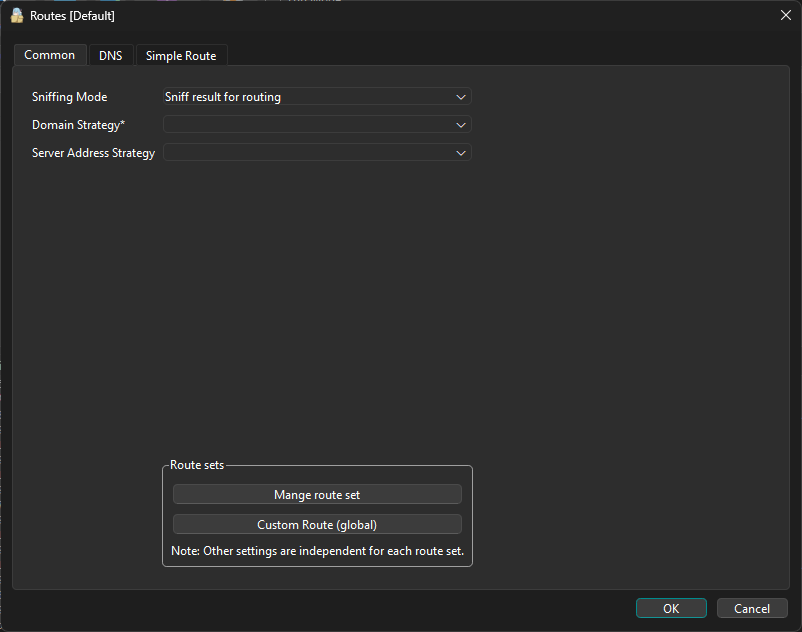 Routes [Default]
Common DNS Simple Route
Sniffing Mode Sniff result for routing
Domain Strategy*
Server Address Strategy
Route sets
Mange route set
Custom Route (global)
Note: Other settings are independent for each route set.
OK Cancel